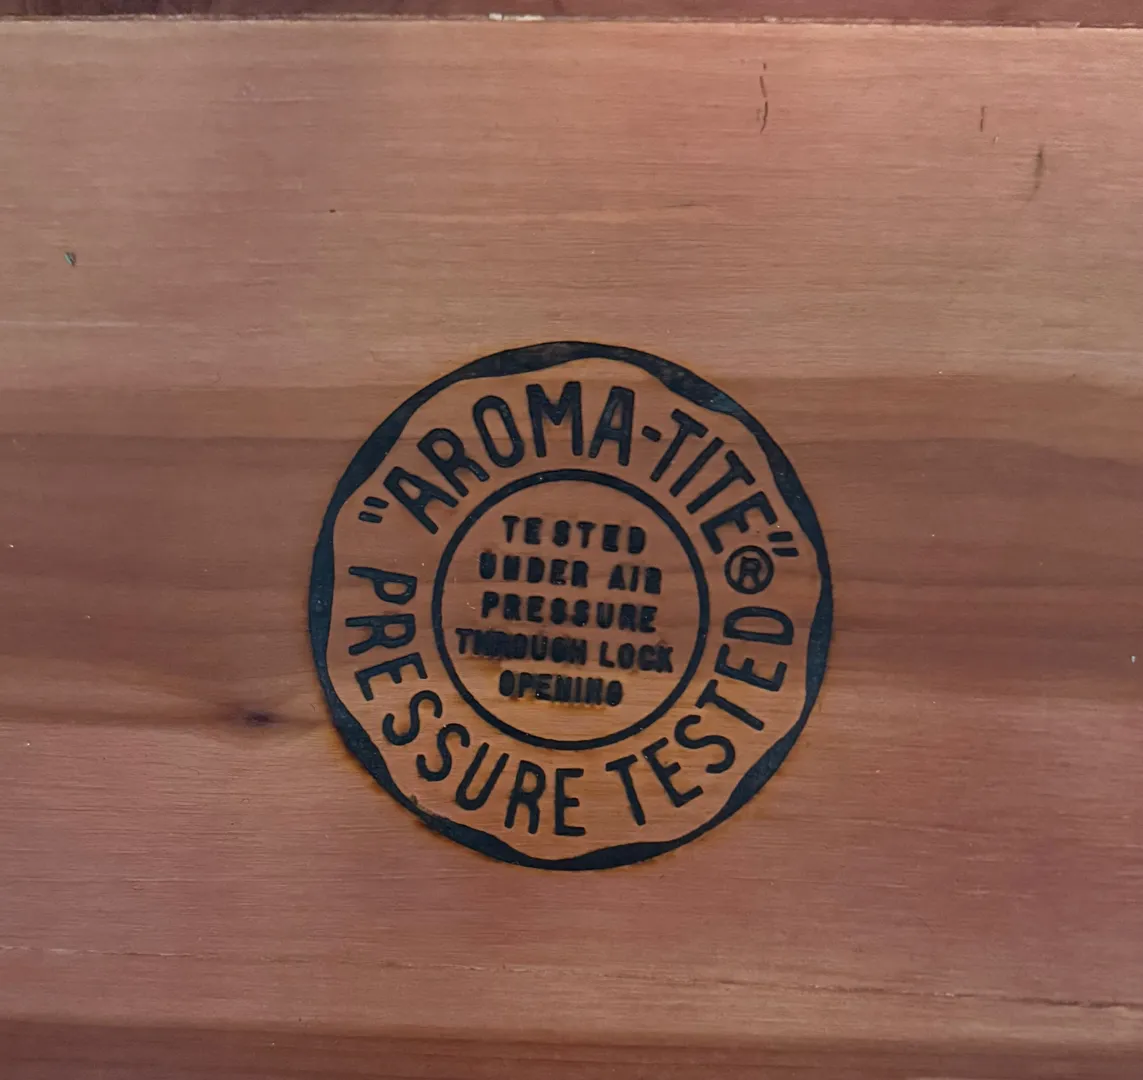 "AROMA-TITE"®
PRESSURE TESTED
TESTED
UNDER AIR
PRESSURE
THROUGH LOCK
OPENING